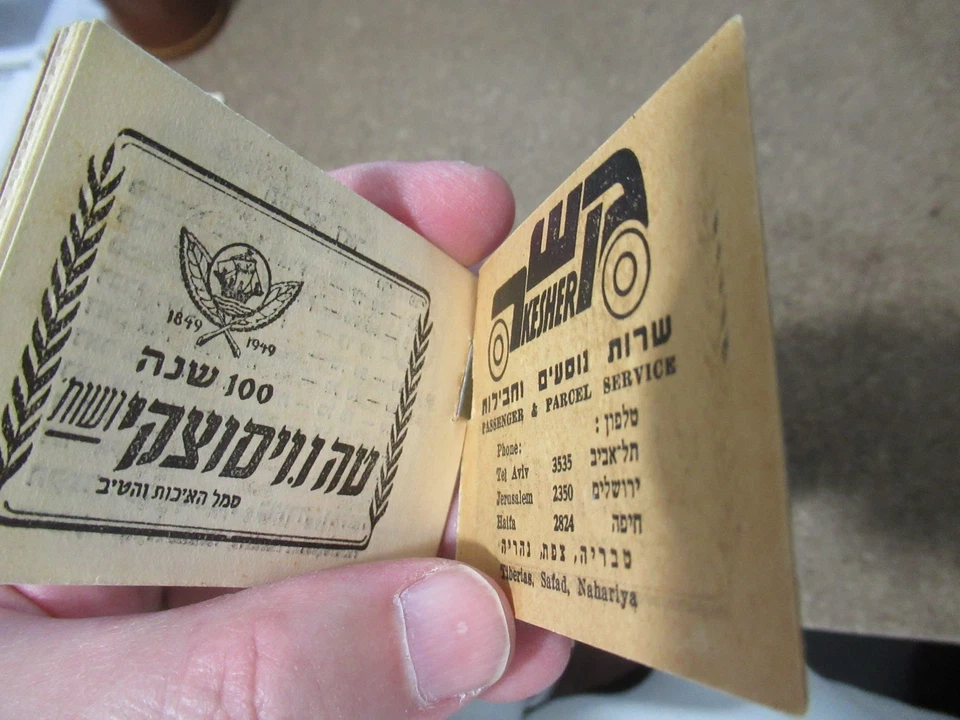 1849 1949
100 שנה
טה ו.ויסוצקי ושות
סמל האיכות והטיב
קשר
KESHER
שרות נוסעים וחבילות
PASSENGER & PARCEL SERVICE
טלפון:
Phone:
Tel Aviv 3535 תל־אביב
Jerusalem 2350 ירושלים
Haifa 2824 חיפה
טבריה, צפת, נהריה
Tiberias, Safad, Nahariya